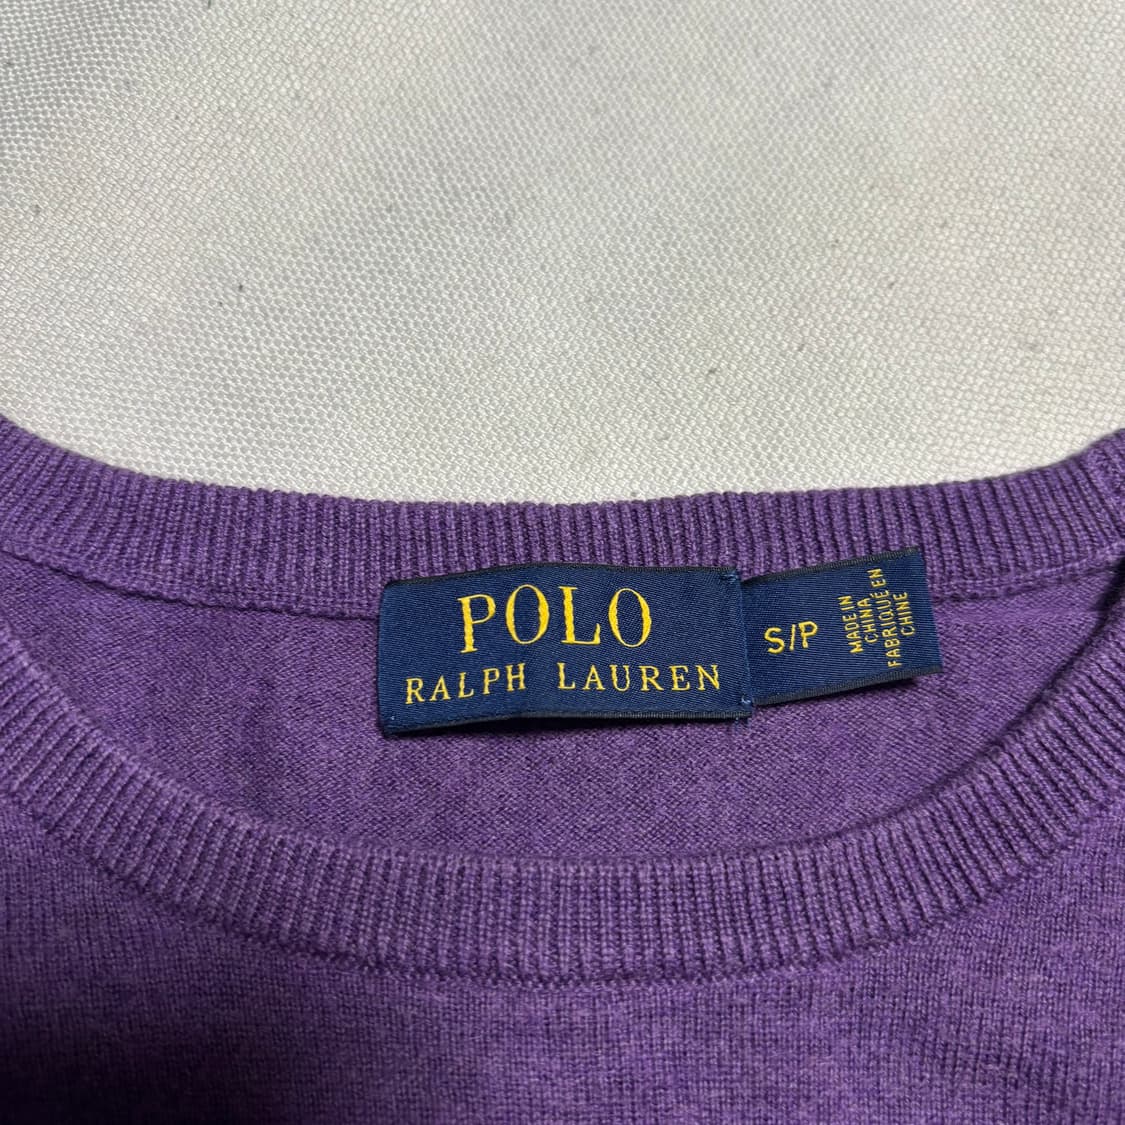 POLO
RALPH LAUREN
S/P
MADE IN
CHINA
FABRIQUÉ EN
CHINE